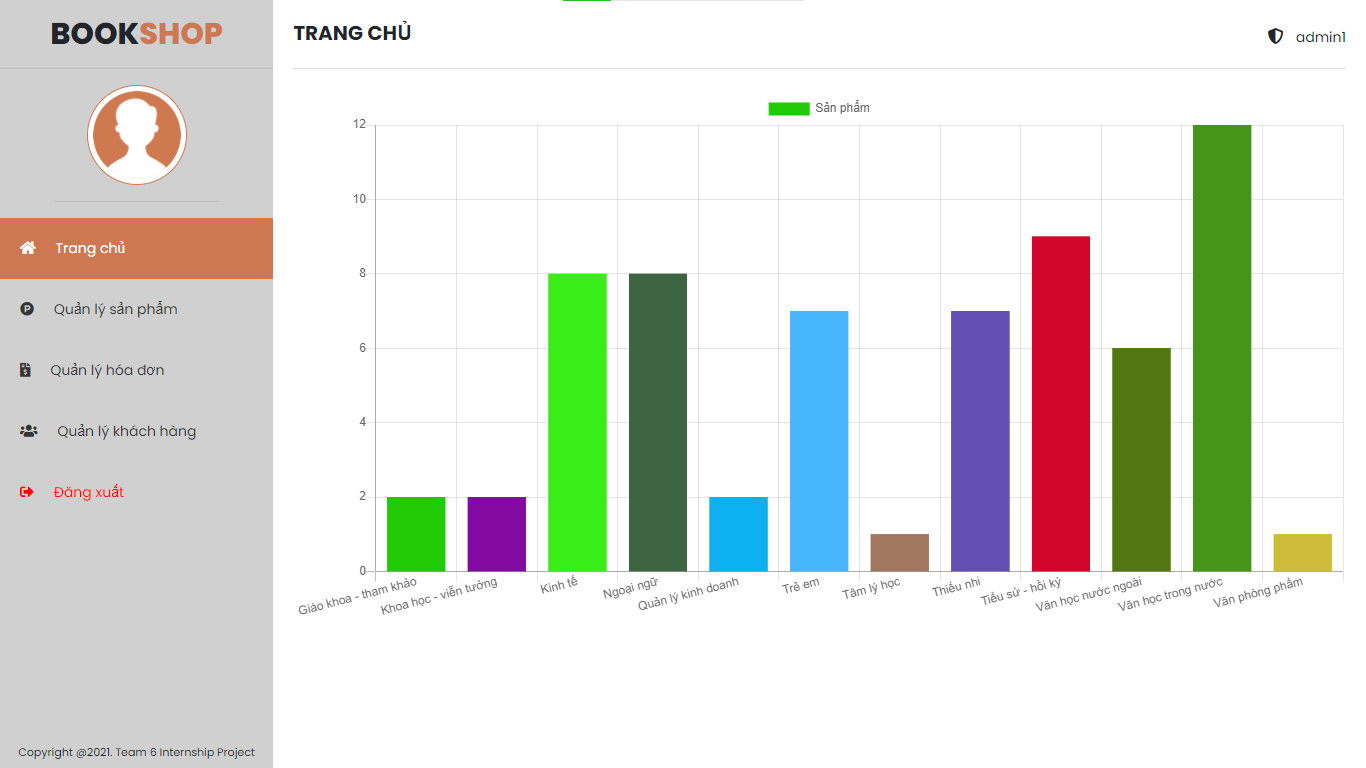 BOOKSHOP
TRANG CHỦ
admin1
Trang chủ
Quản lý sản phẩm
Quản lý hóa đơn
Quản lý khách hàng
Đăng xuất
Copyright @2021. Team 6 Internship Project
Sản phẩm
12
10
8
6
4
2
0
Giáo khoa - tham khảo
Khoa học - viễn tưởng
Kinh tế
Ngoại ngữ
Quản lý kinh doanh
Trẻ em
Tâm lý học
Thiếu nhi
Tiểu sử - hồi ký
Văn học nước ngoài
Văn học trong nước
Văn phòng phẩm